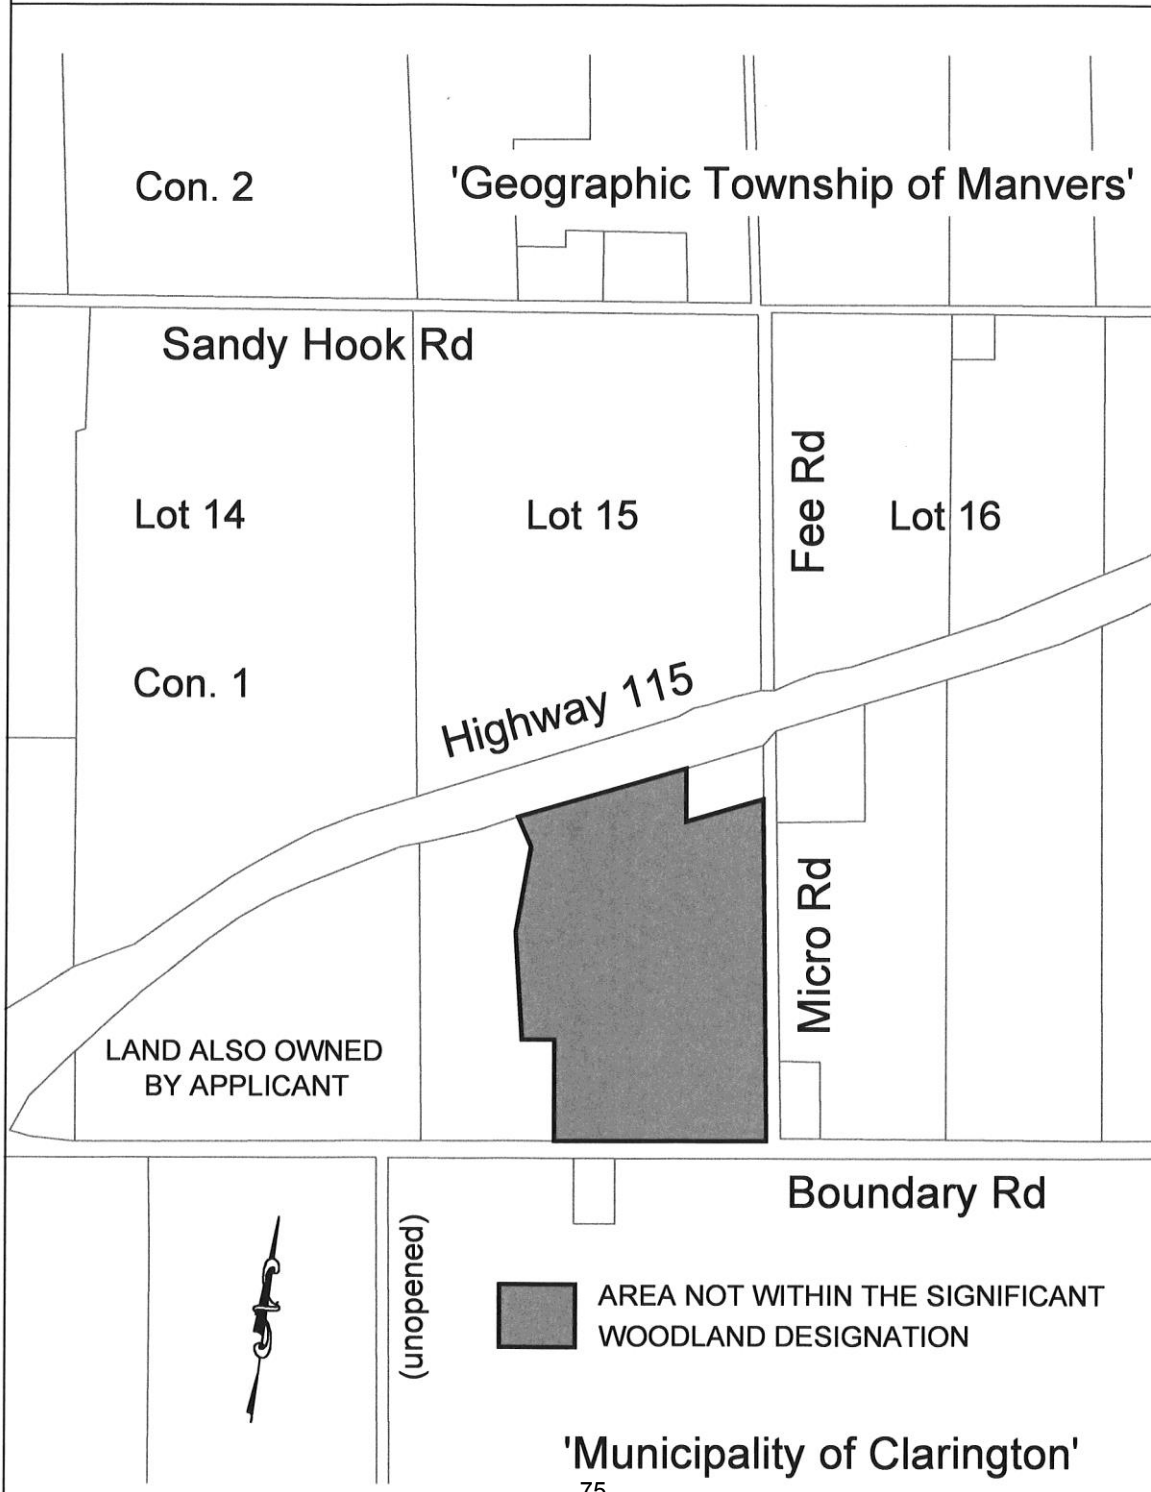 Con. 2
'Geographic Township of Manvers'
Sandy Hook Rd
Lot 14
Lot 15
Fee Rd
Lot 16
Con. 1
Highway 115
Micro Rd
LAND ALSO OWNED
BY APPLICANT
Boundary Rd
(unopened)
AREA NOT WITHIN THE SIGNIFICANT
WOODLAND DESIGNATION
'Municipality of Clarington'
75